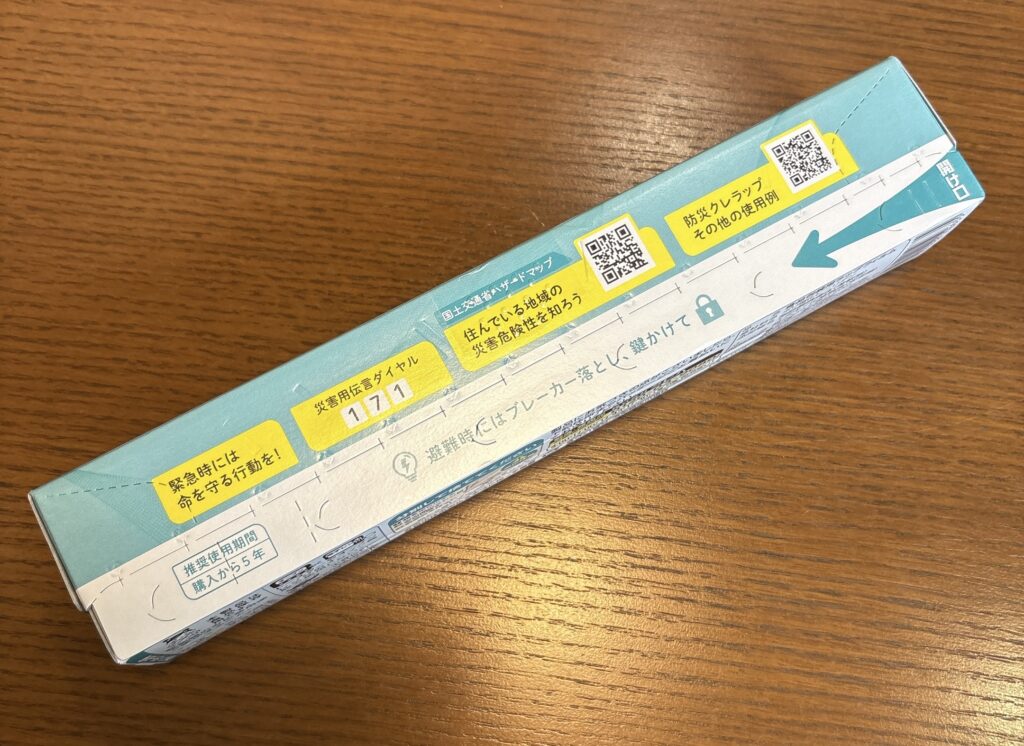 緊急時には
命を守る行動を!
災害用伝言ダイヤル
171
国土交通省ハザードマップ
住んでいる地域の
災害危険性を知ろう
防災クレラップ
その他の使用例
開け口
推奨使用期間
購入から5年
避難時にはブレーカー落とし、鍵かけて